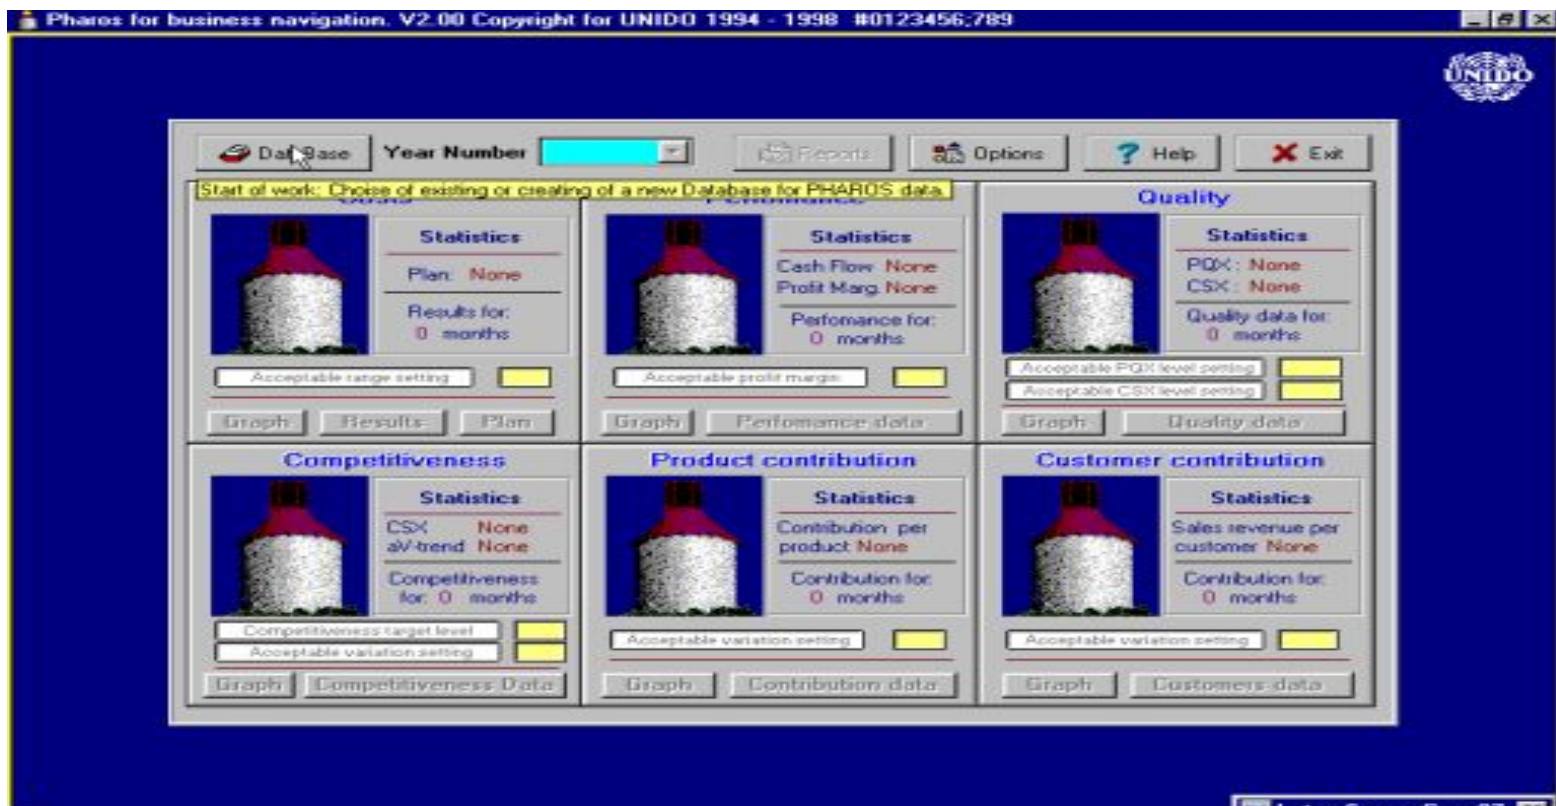 Pharos for business navigation. V2.00 Copyright for UNIDO 1994 - 1998 #0123456;789
UNIDO
DataBase Year Number Reports Options ? Help Exit
Start of work: Choise of existing or creating of a new Database for PHAROS data.
Quality
Statistics
Plan: None
Results for:
0 months
Acceptable range setting
Graph Results Plan
Statistics
Cash Flow None
Profit Marg. None
Perfomance for:
0 months
Acceptable profit margin
Graph Perfomance data
Statistics
PQX : None
CSX : None
Quality data for:
0 months
Acceptable PQX level setting
Acceptable CSX level setting
Graph Quality data
Competitiveness
Statistics
CSX None
aV-trend None
Competitiveness
for: 0 months
Competitiveness target level
Acceptable variation setting
Graph Competitiveness Data
Product contribution
Statistics
Contribution per
product None
Contribution for:
0 months
Acceptable variation setting
Graph Contribution data
Customer contribution
Statistics
Sales revenue per
customer None
Contribution for:
0 months
Acceptable variation setting
Graph Customers data